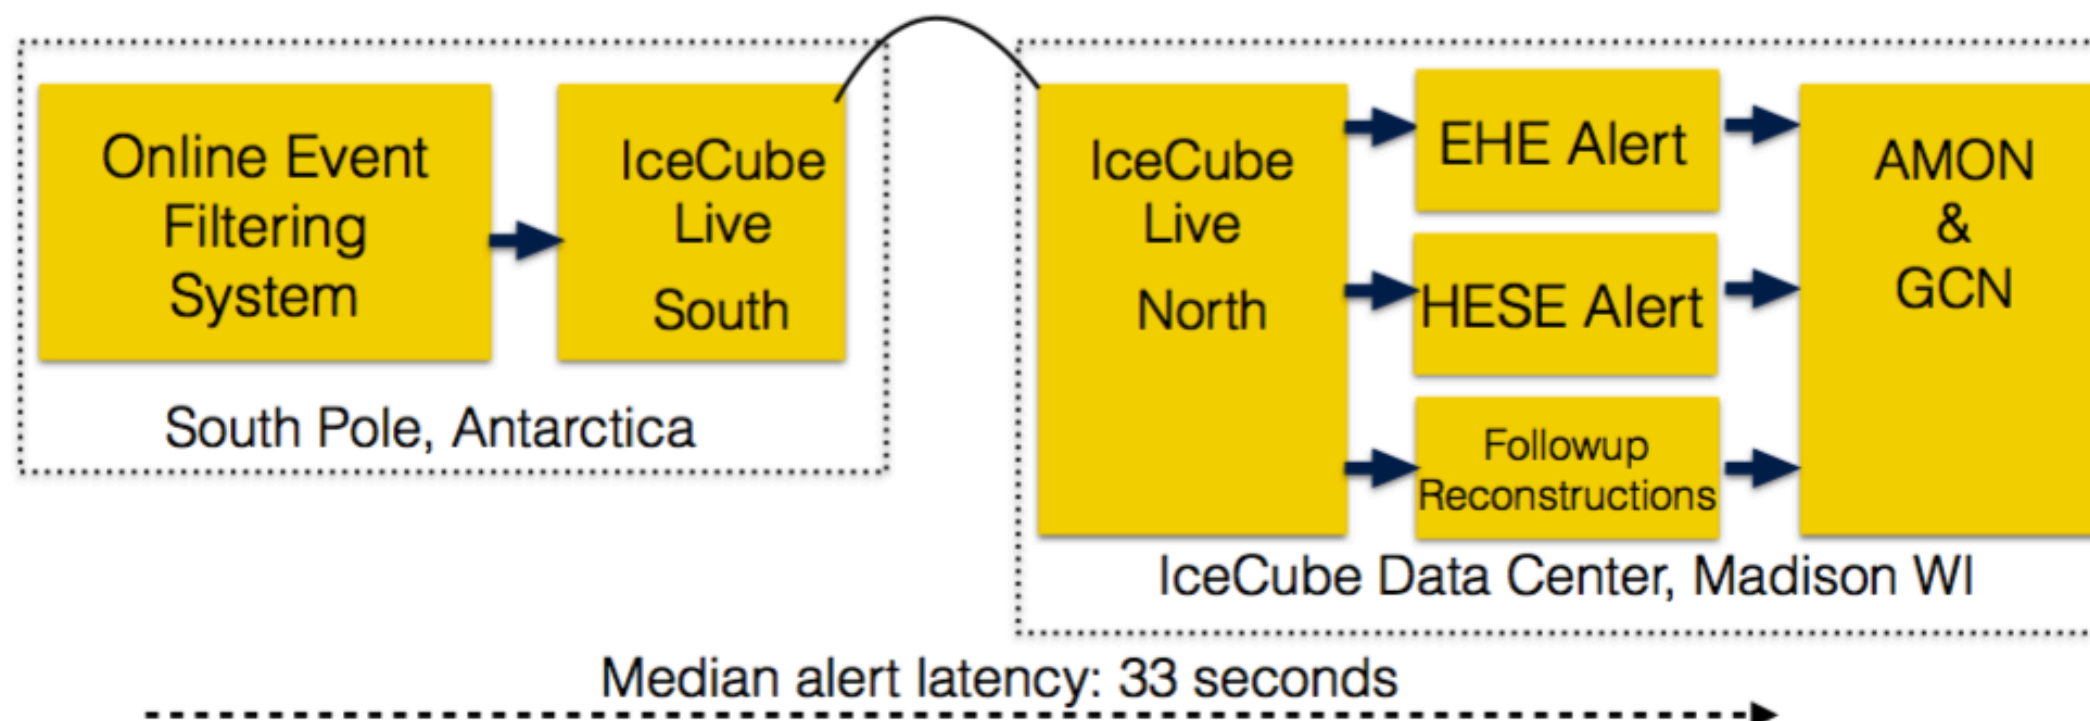 Online Event
Filtering
System
IceCube
Live
South
South Pole, Antarctica
IceCube
Live
North
EHE Alert
HESE Alert
Followup
Reconstructions
AMON
&
GCN
IceCube Data Center, Madison WI
Median alert latency: 33 seconds